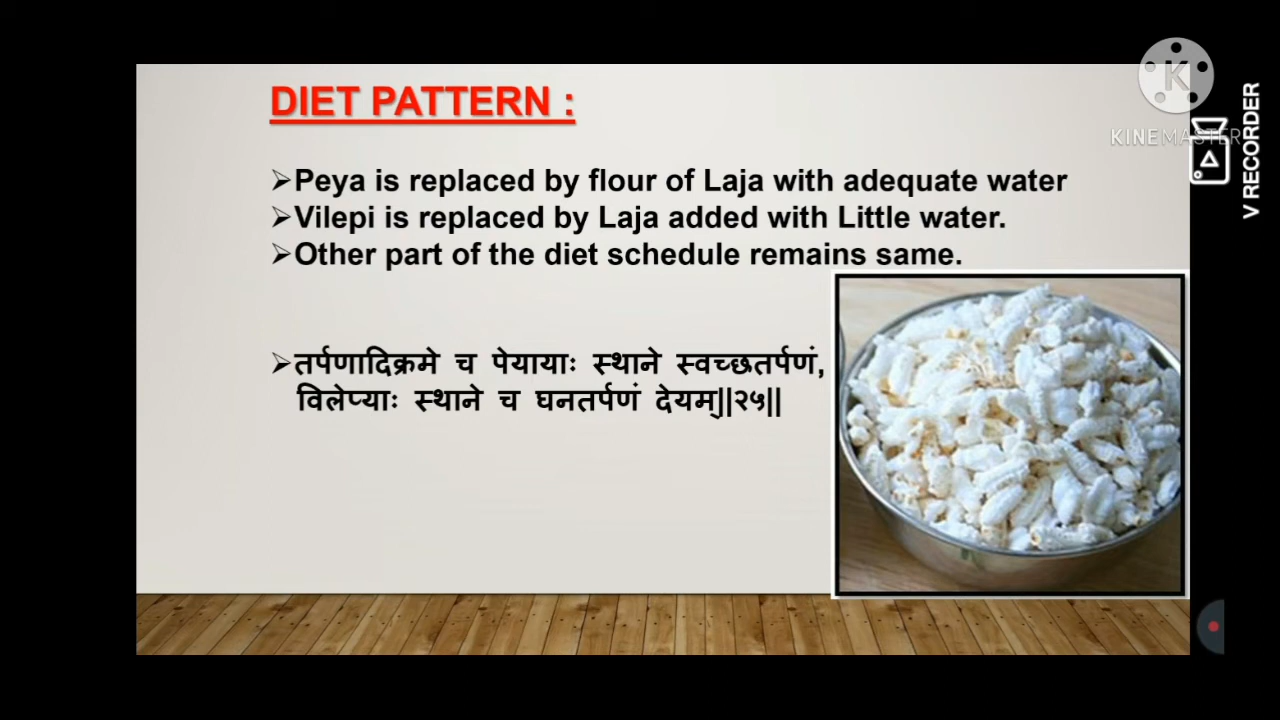 DIET PATTERN :
➢Peya is replaced by flour of Laja with adequate water
➢Vilepi is replaced by Laja added with Little water.
➢Other part of the diet schedule remains same.
➢तर्पणादिक्रमे च पेयायाः स्थाने स्वच्छतर्पणं,
विलेप्याः स्थाने च घनतर्पणं देयम्||२५||
K
KINEMASTER
V RECORDER